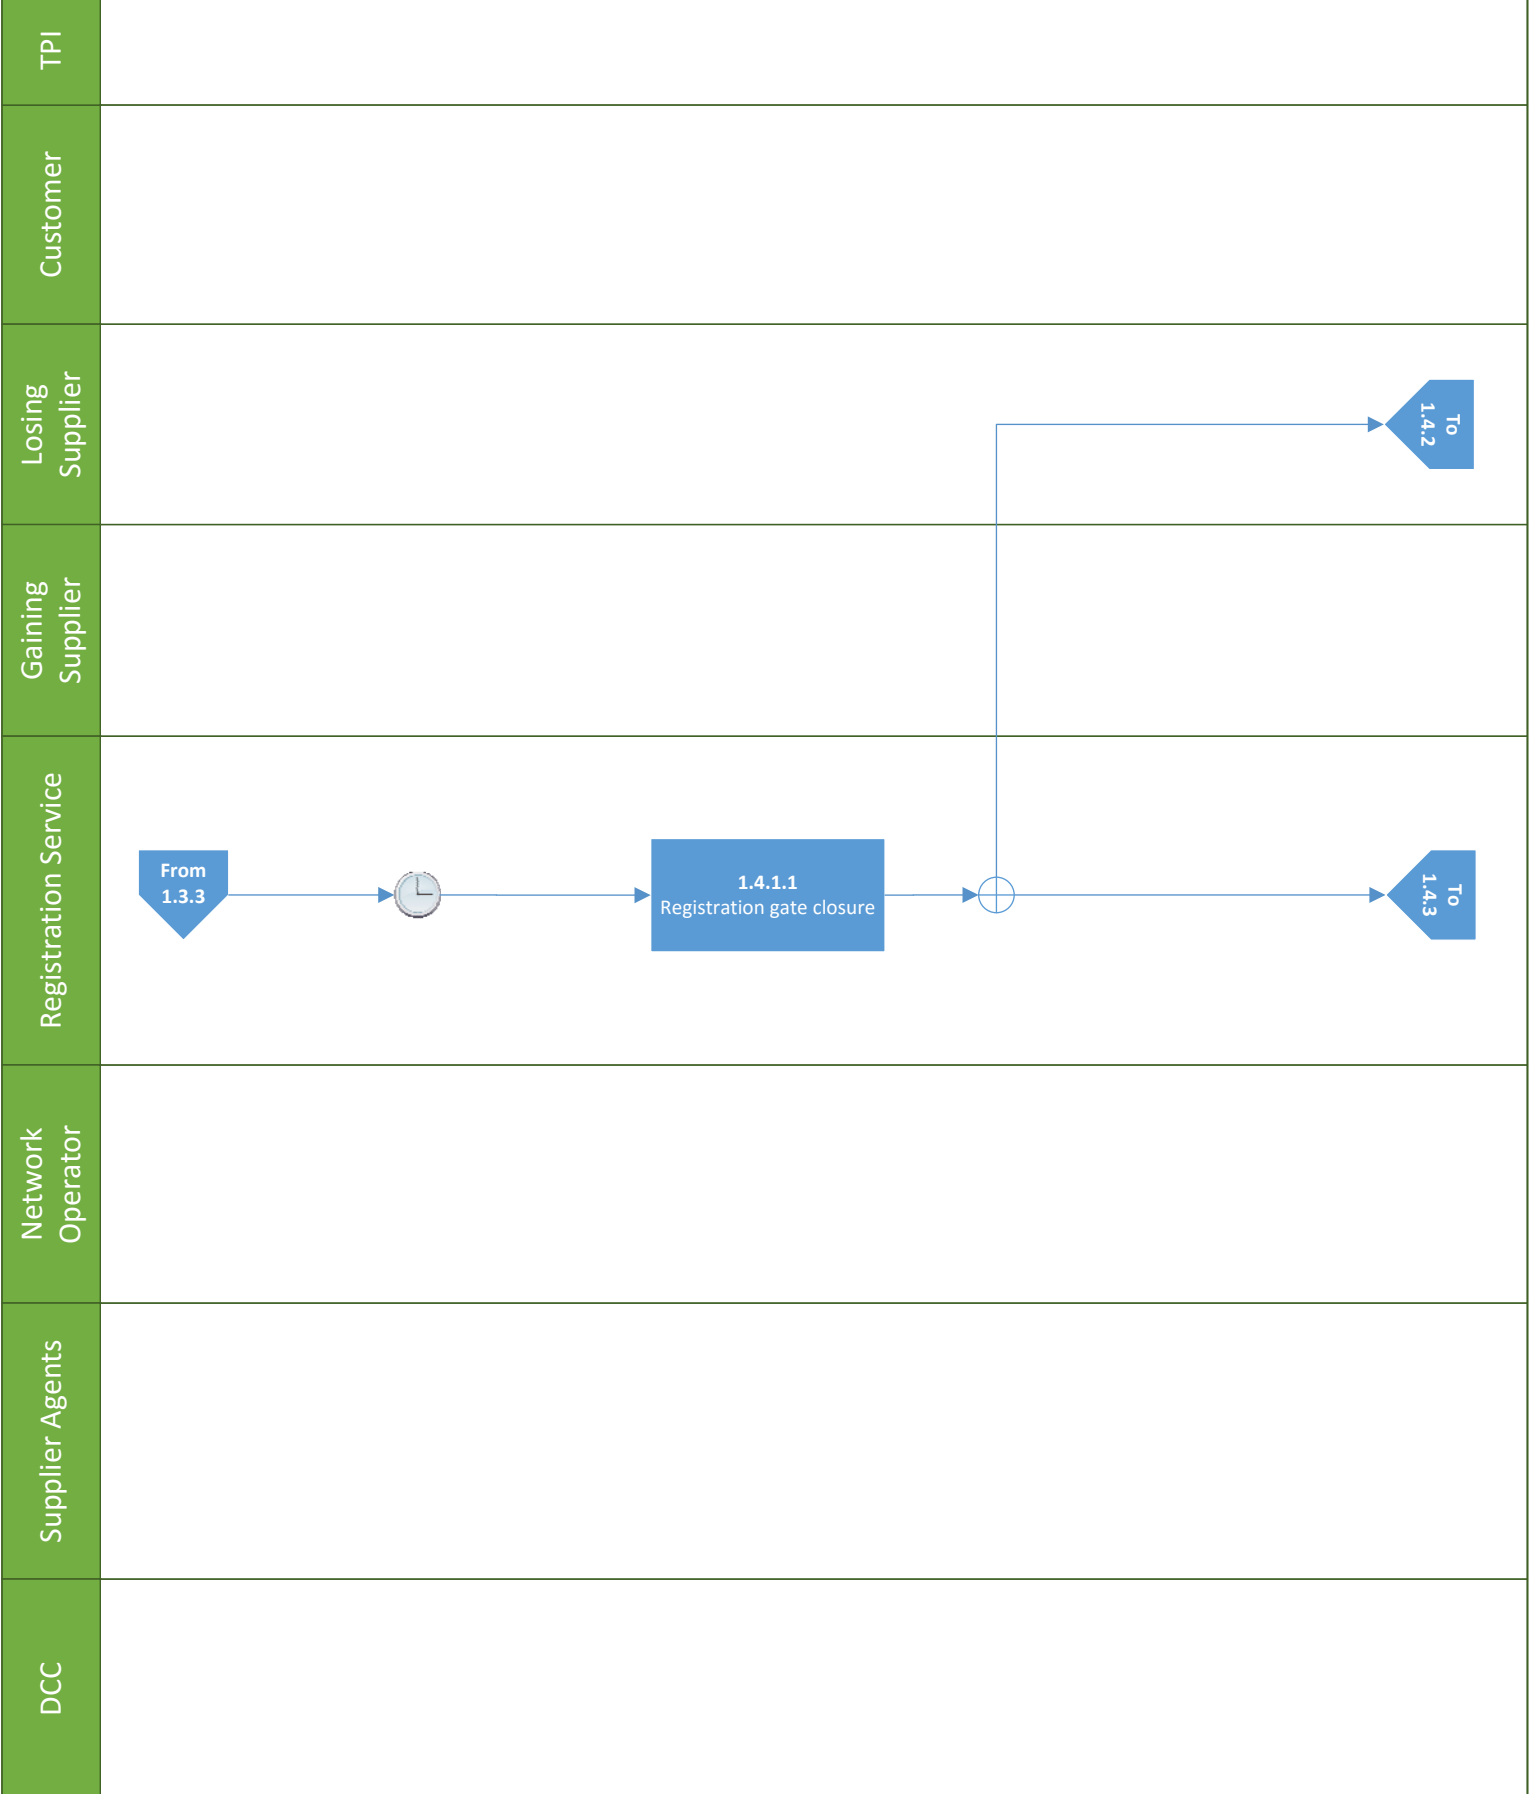 TPI
Customer
Losing
Supplier
To
1.4.2
Gaining
Supplier
Registration Service
From
1.3.3
1.4.1.1
Registration gate closure
To
1.4.3
Network
Operator
Supplier Agents
DCC